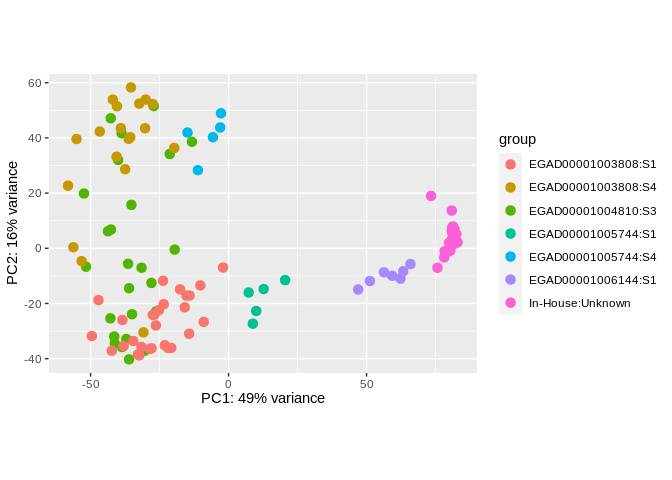 60
40
20
0
-20
-40
-50
0
50
PC1: 49% variance
PC2: 16% variance
group
EGAD00001003808:S1
EGAD00001003808:S4
EGAD00001004810:S3
EGAD00001005744:S1
EGAD00001005744:S4
EGAD00001006144:S1
In-House:Unknown